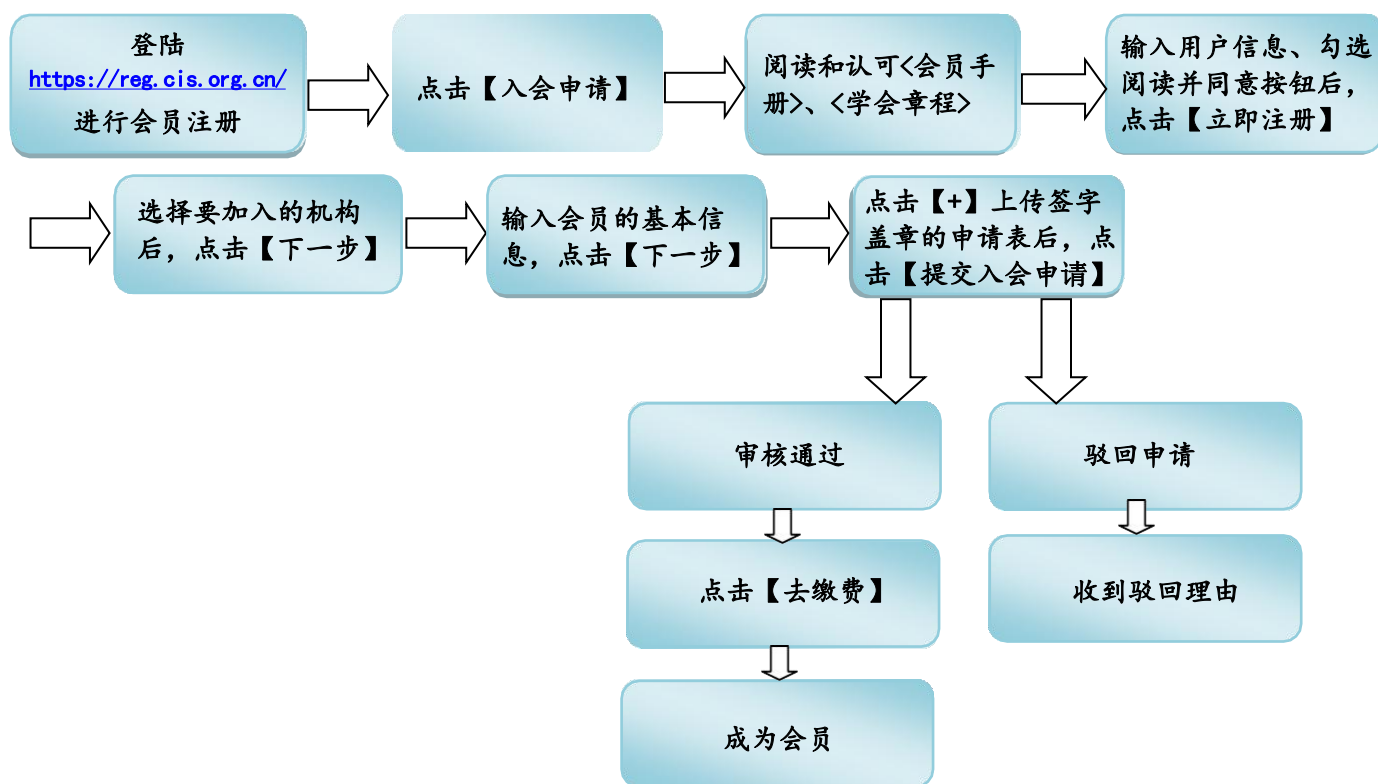 登陆
https://reg.cis.org.cn/
进行会员注册
点击【入会申请】
阅读和认可<会员手
册>、<学会章程>
输入用户信息、勾选
阅读并同意按钮后，
点击【立即注册】
选择要加入的机构
后，点击【下一步】
输入会员的基本信
息，点击【下一步】
点击【+】上传签字
盖章的申请表后，点
击【提交入会申请】
审核通过
驳回申请
点击【去缴费】
收到驳回理由
成为会员